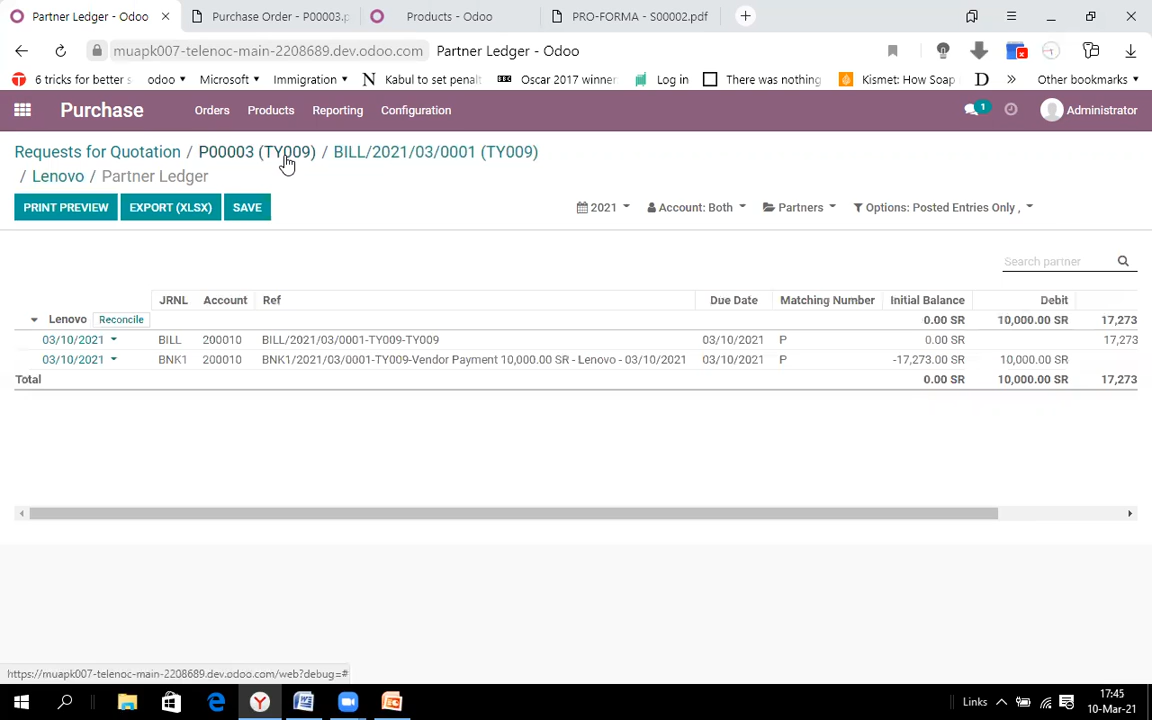 Partner Ledger - Odoo
Purchase Order - P00003.p
Products - Odoo
PRO-FORMA - S00002.pdf
muapk007-telenoc-main-2208689.dev.odoo.com
Partner Ledger - Odoo
6 tricks for better s
odoo
Microsoft
Immigration
N
Kabul to set penalt
Oscar 2017 winner
Log in
There was nothing
Kismet: How Soap
D
Other bookmarks
Purchase
Orders
Products
Reporting
Configuration
1
Administrator
Requests for Quotation / P00003 (TY009) / BILL/2021/03/0001 (TY009)
/ Lenovo / Partner Ledger
PRINT PREVIEW
EXPORT (XLSX)
SAVE
2021
Account: Both
Partners
Options: Posted Entries Only ,
Search partner
JRNL Account Ref Due Date Matching Number Initial Balance Debit
Lenovo Reconcile 0.00 SR 10,000.00 SR 17,273
03/10/2021 BILL 200010 BILL/2021/03/0001-TY009-TY009 03/10/2021 P 0.00 SR 17,273
03/10/2021 BNK1 200010 BNK1/2021/03/0001-Vendor Payment 10,000.00 SR - Lenovo - 03/10/2021 03/10/2021 P -17,273.00 SR 10,000.00 SR
Total 0.00 SR 10,000.00 SR 17,273
https://muapk007-telenoc-main-2208689.dev.odoo.com/web?debug=#
Links
17:45
10-Mar-21